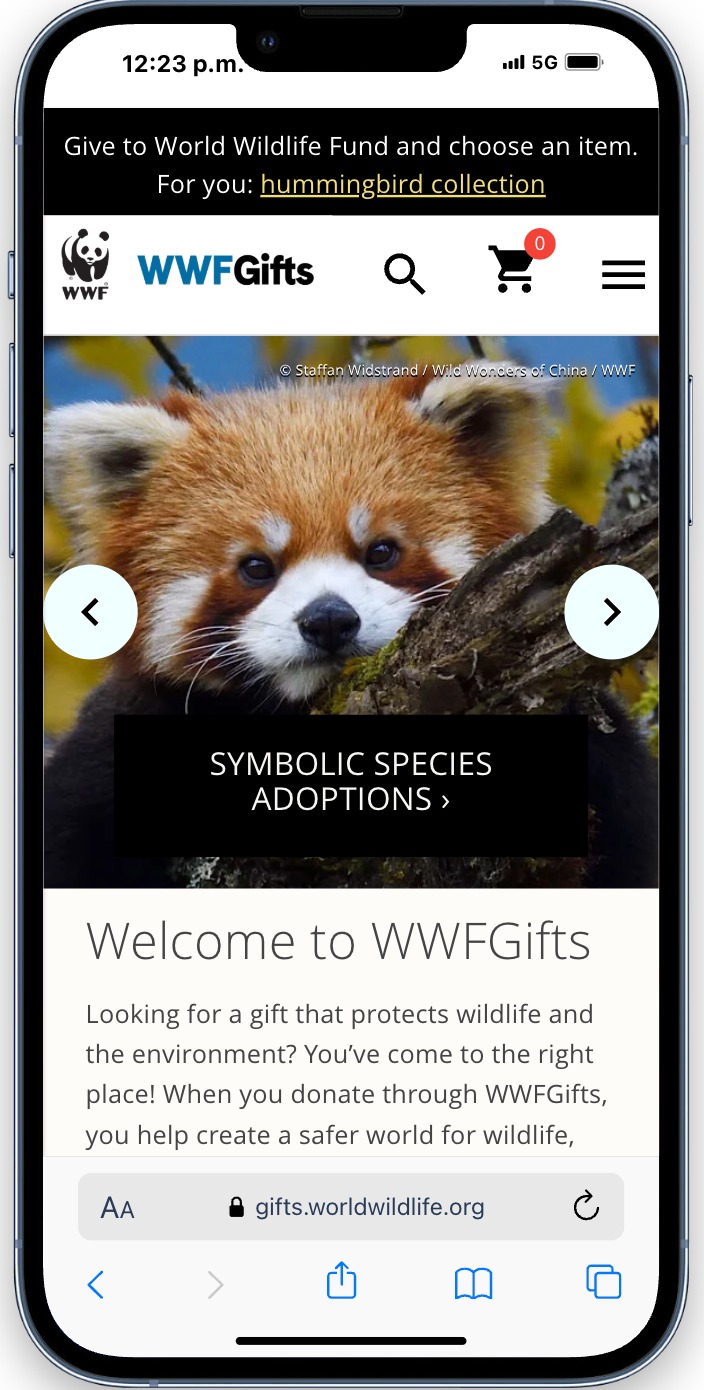 12:23 p.m.
5G
Give to World Wildlife Fund and choose an item.
For you: hummingbird collection
WWF
WWFGifts
0
© Staffan Widstrand / Wild Wonders of China / WWF
SYMBOLIC SPECIES
ADOPTIONS ›
Welcome to WWFGifts
Looking for a gift that protects wildlife and
the environment? You’ve come to the right
place! When you donate through WWFGifts,
you help create a safer world for wildlife,
AA
gifts.worldwildlife.org